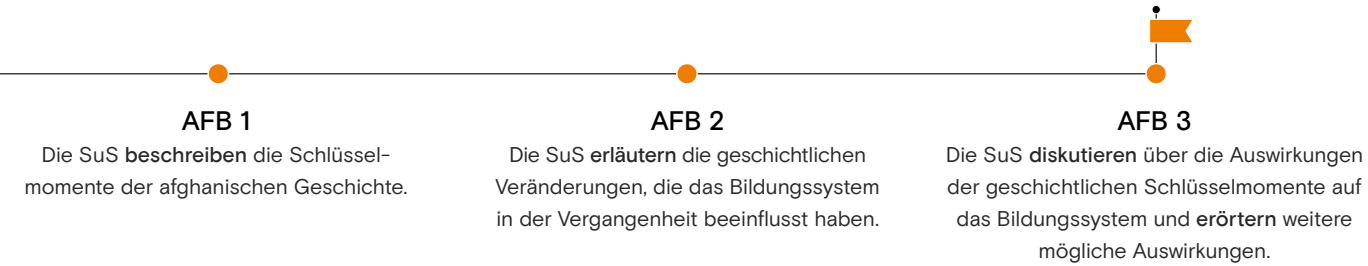 AFB 1
Die SuS beschreiben die Schlüssel-
momente der afghanischen Geschichte.
AFB 2
Die SuS erläutern die geschichtlichen
Veränderungen, die das Bildungssystem
in der Vergangenheit beeinflusst haben.
AFB 3
Die SuS diskutieren über die Auswirkungen
der geschichtlichen Schlüsselmomente auf
das Bildungssystem und erörtern weitere
mögliche Auswirkungen.